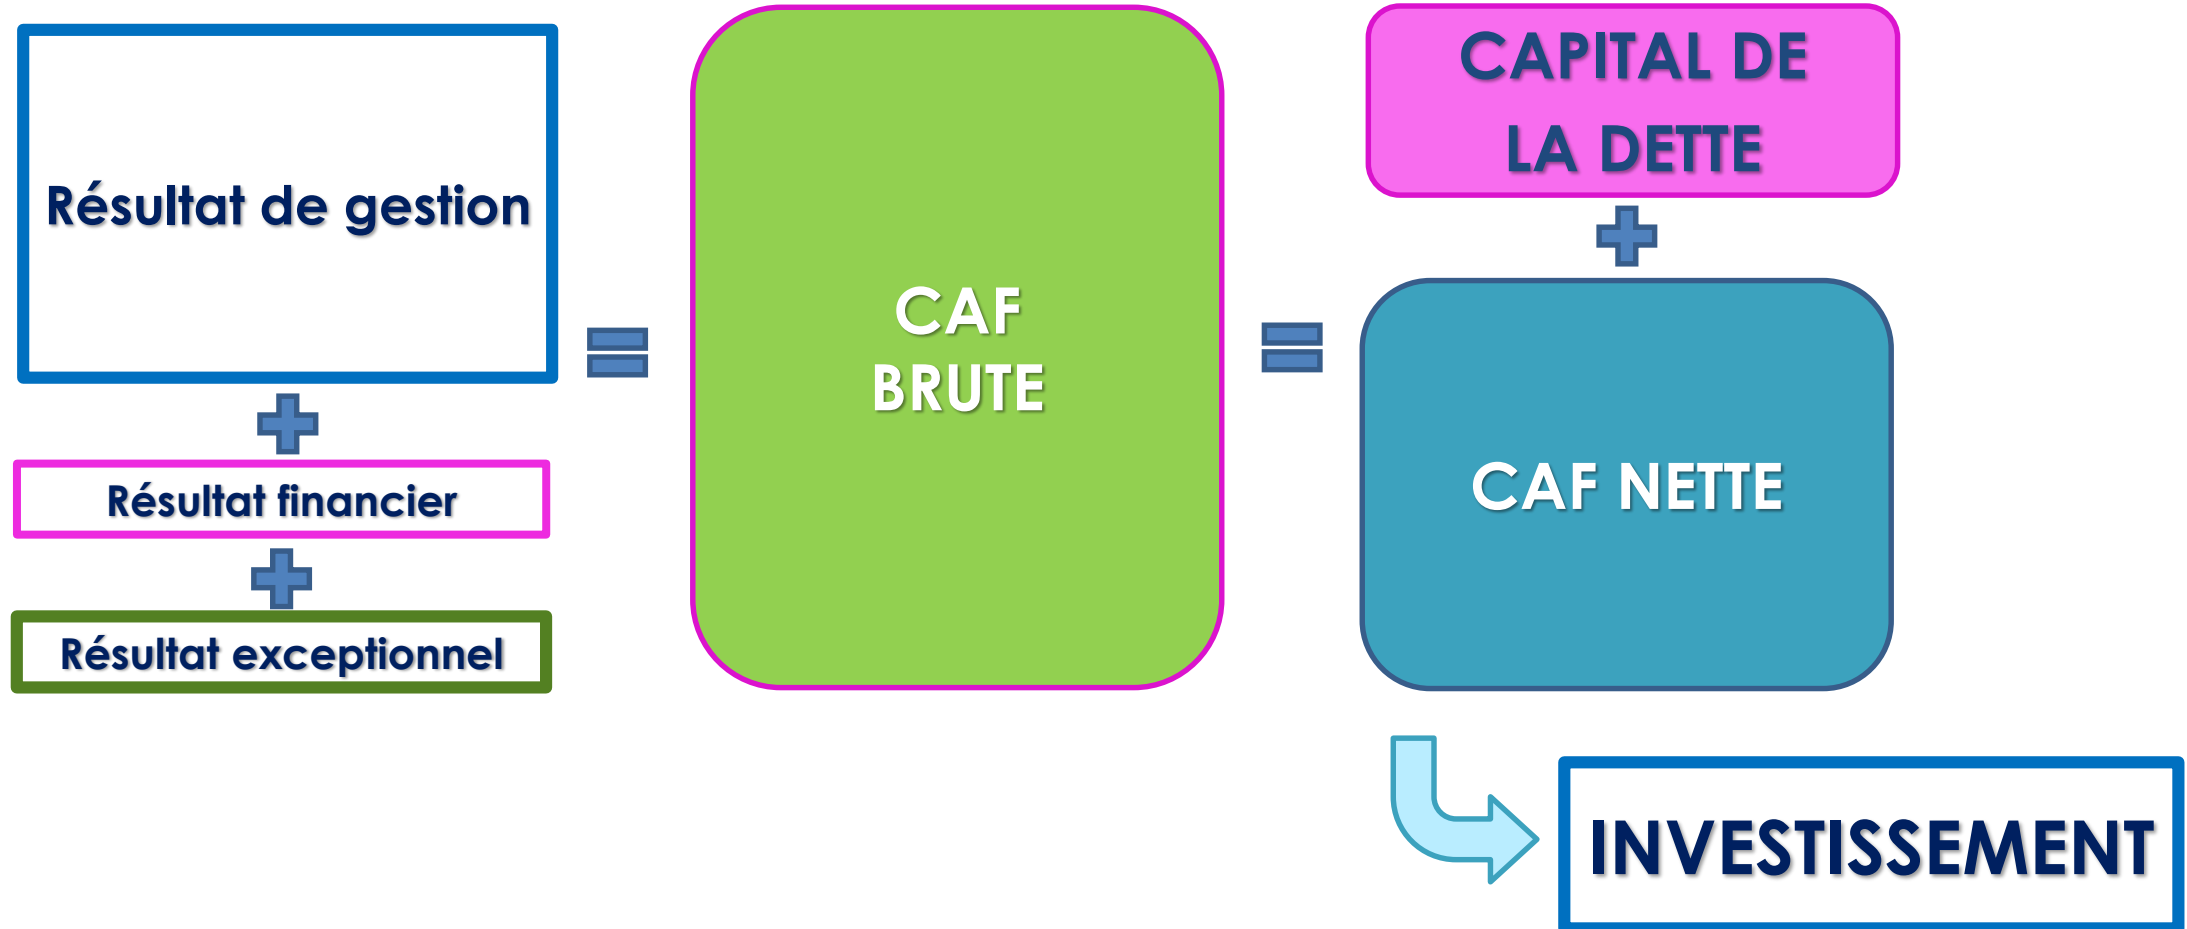 Résultat de gestion
Résultat financier
Résultat exceptionnel
CAF
BRUTE
CAPITAL DE
LA DETTE
CAF NETTE
INVESTISSEMENT